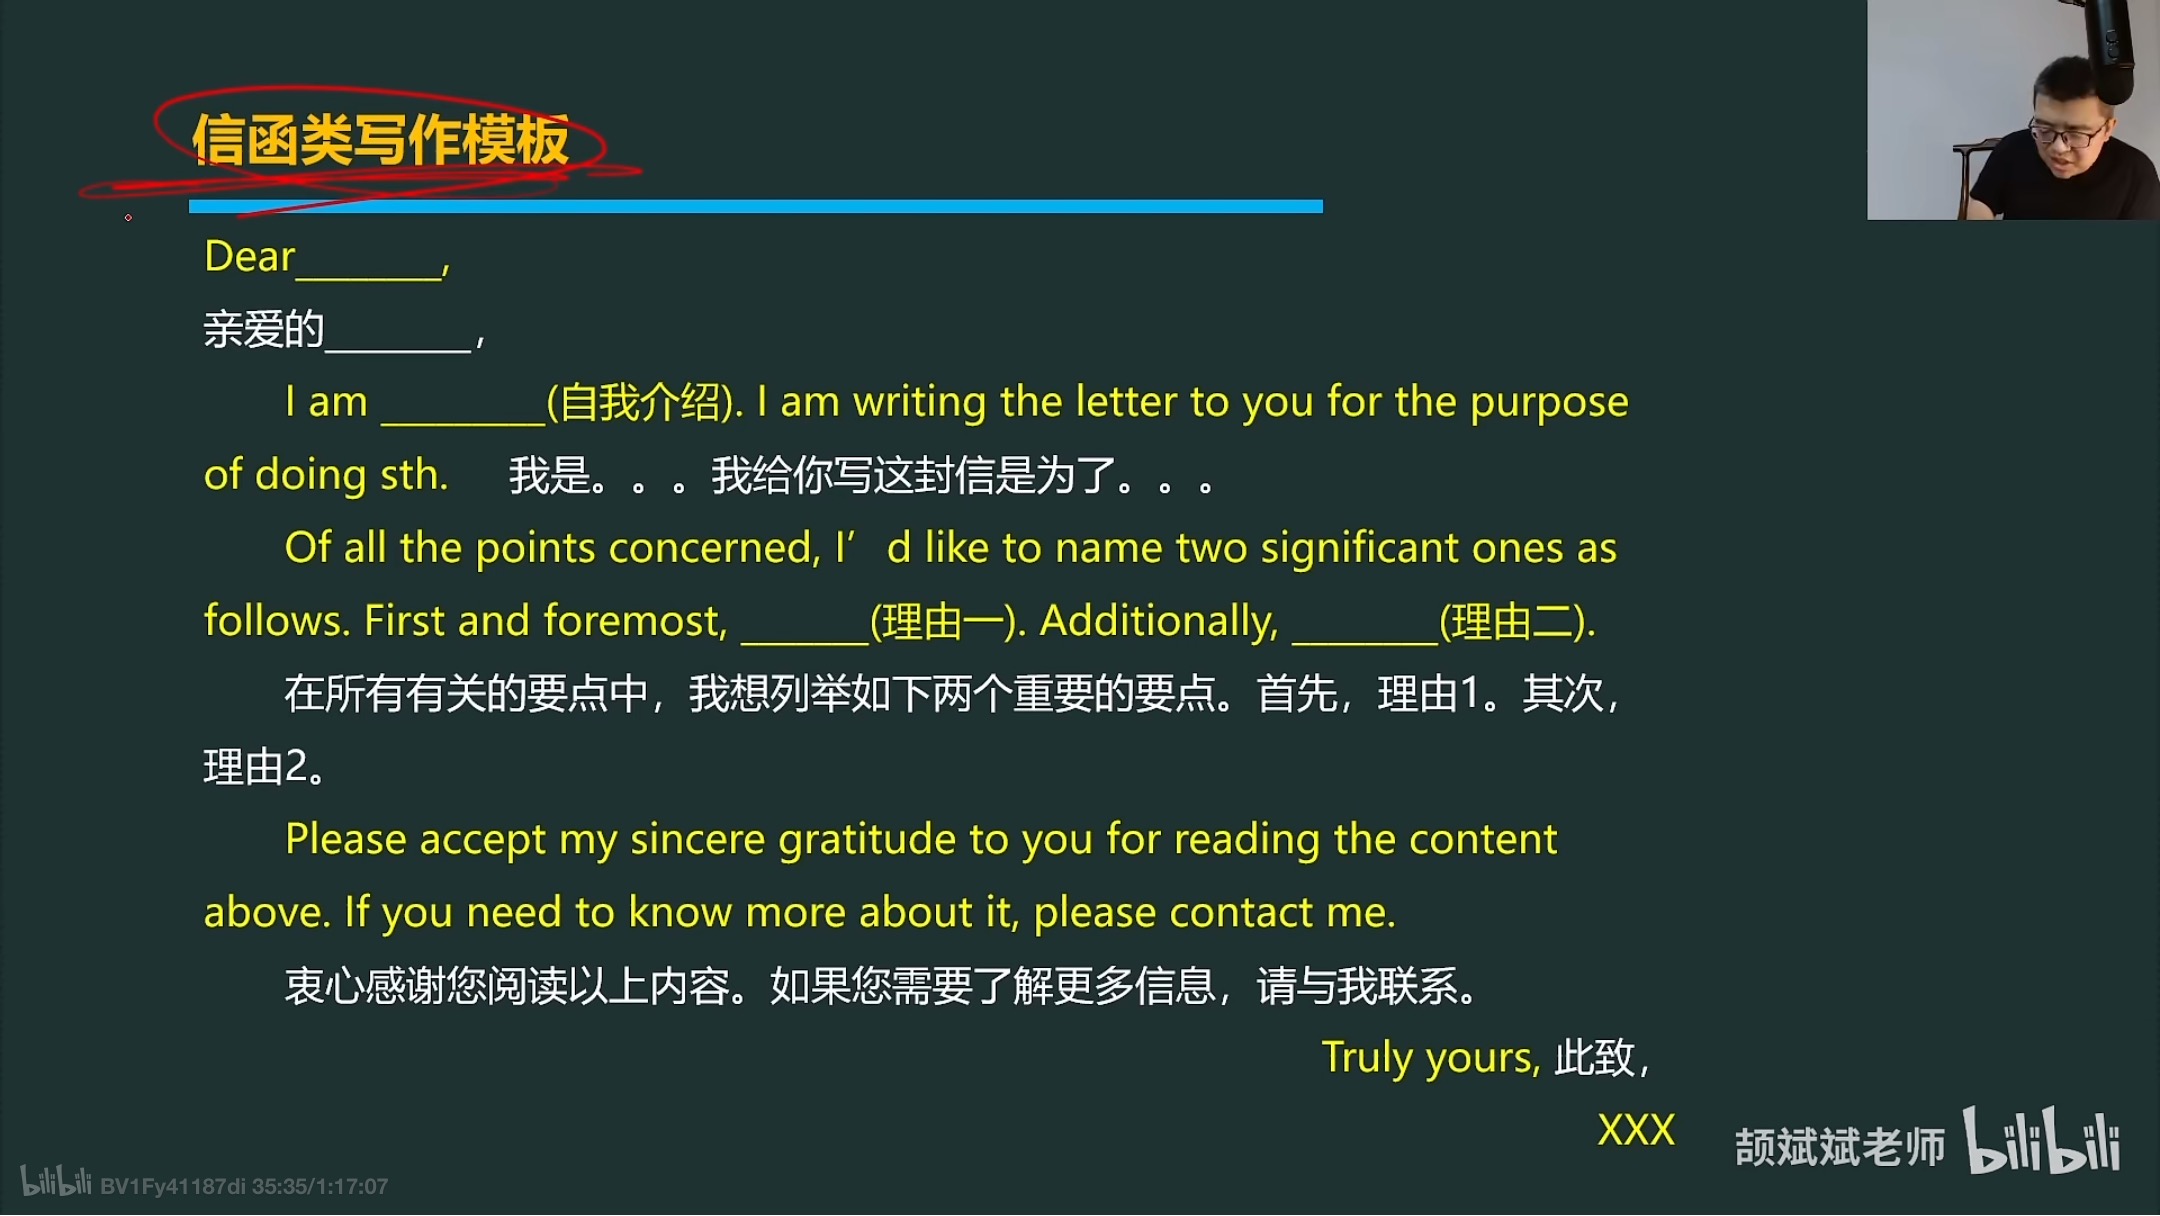 信函类写作模板
Dear________,
亲爱的________，
I am _________(自我介绍). I am writing the letter to you for the purpose
of doing sth. 我是。。。我给你写这封信是为了。。。
Of all the points concerned, I’d like to name two significant ones as
follows. First and foremost, _______(理由一). Additionally, ________(理由二).
在所有有关的要点中，我想列举如下两个重要的要点。首先，理由1。其次，
理由2。
Please accept my sincere gratitude to you for reading the content
above. If you need to know more about it, please contact me.
衷心感谢您阅读以上内容。如果您需要了解更多信息，请与我联系。
Truly yours, 此致，
XXX
颉斌斌老师 bilibili
bilibili BV1Fy41187di 35:35/1:17:07